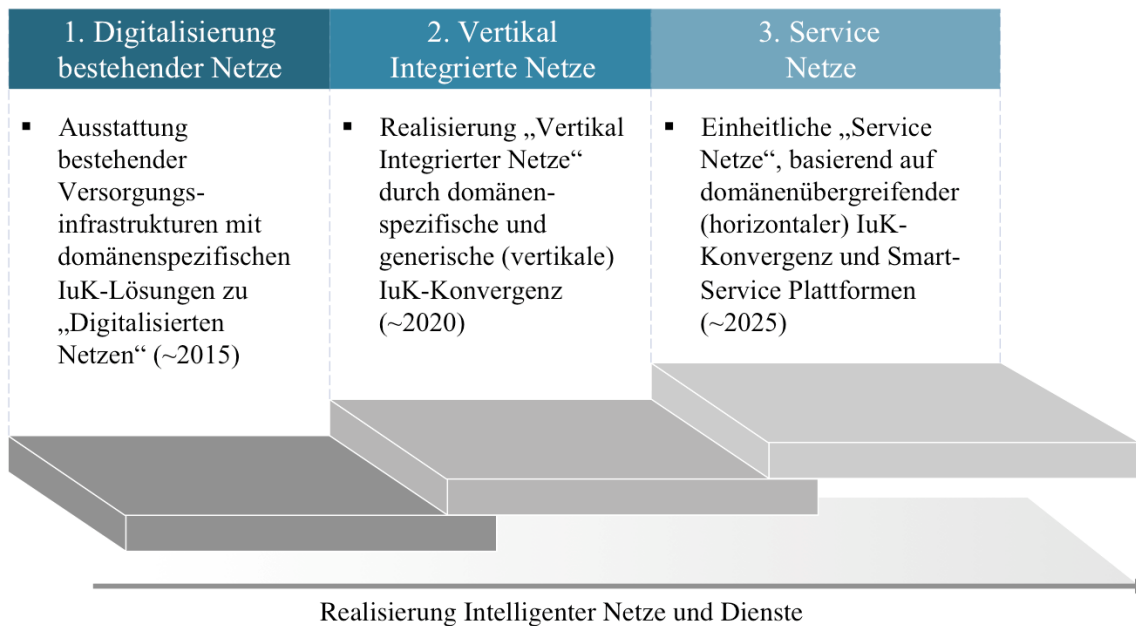 1. Digitalisierung
bestehender Netze
2. Vertikal
Integrierte Netze
3. Service
Netze
▪ Ausstattung
bestehender
Versorgungs-
infrastrukturen mit
domänenspezifischen
IuK-Lösungen zu
„Digitalisierten
Netzen“ (~2015)
▪ Realisierung „Vertikal
Integrierter Netze“
durch domänen-
spezifische und
generische (vertikale)
IuK-Konvergenz
(~2020)
▪ Einheitliche „Service
Netze“, basierend auf
domänenübergreifender
(horizontaler) IuK-
Konvergenz und Smart-
Service Plattformen
(~2025)
Realisierung Intelligenter Netze und Dienste